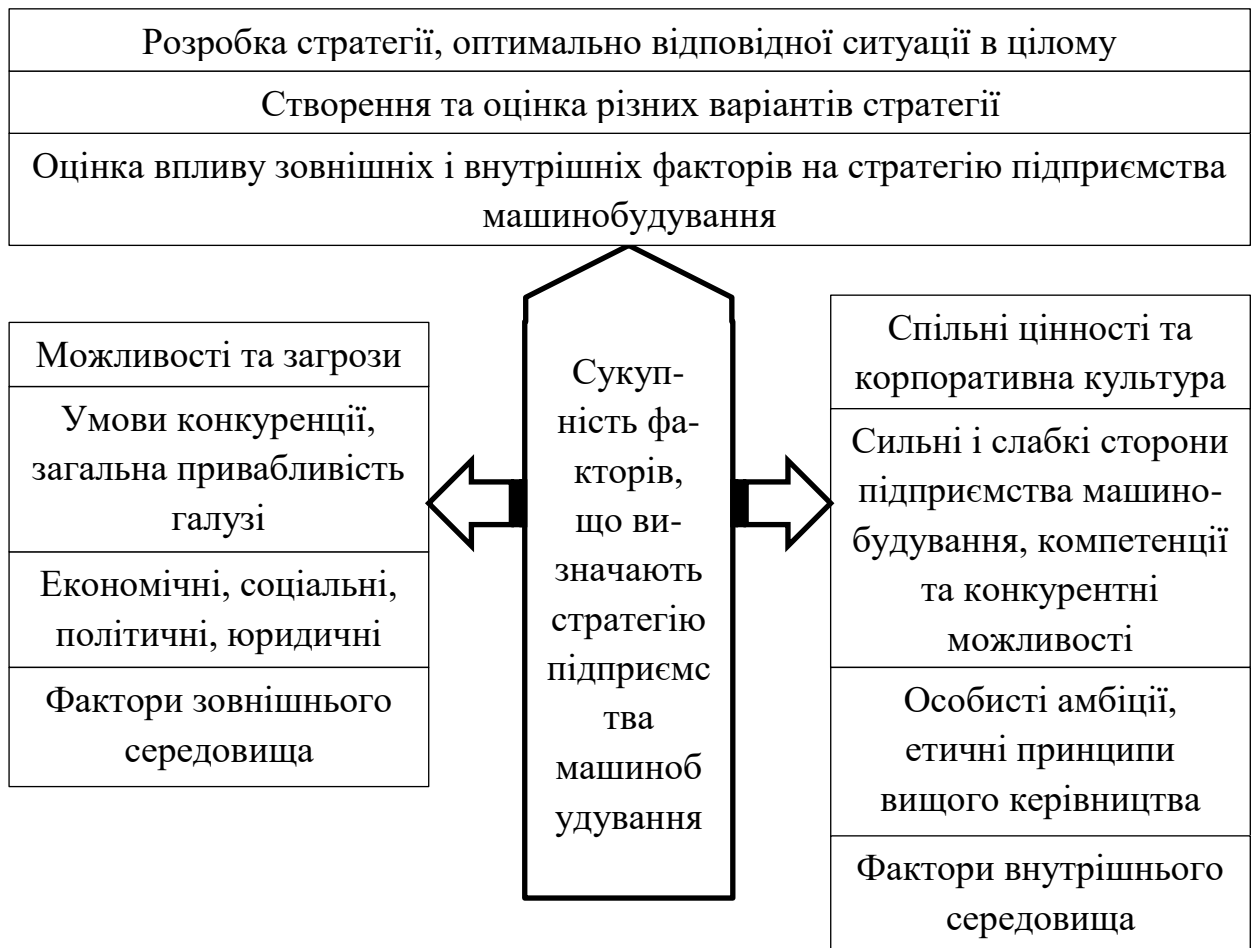 Розробка стратегії, оптимально відповідної ситуації в цілому
Створення та оцінка різних варіантів стратегії
Оцінка впливу зовнішніх і внутрішніх факторів на стратегію підприємства
машинобудування
Можливості та загрози
Умови конкуренції,
загальна привабливість
галузі
Економічні, соціальні,
політичні, юридичні
Фактори зовнішнього
середовища
Сукуп-
ність фа-
кторів,
що ви-
значають
стратегію
підприємс
тва
машиноб
удування
Спільні цінності та
корпоративна культура
Сильні і слабкі сторони
підприємства машино-
будування, компетенції
та конкурентні
можливості
Особисті амбіції,
етичні принципи
вищого керівництва
Фактори внутрішнього
середовища